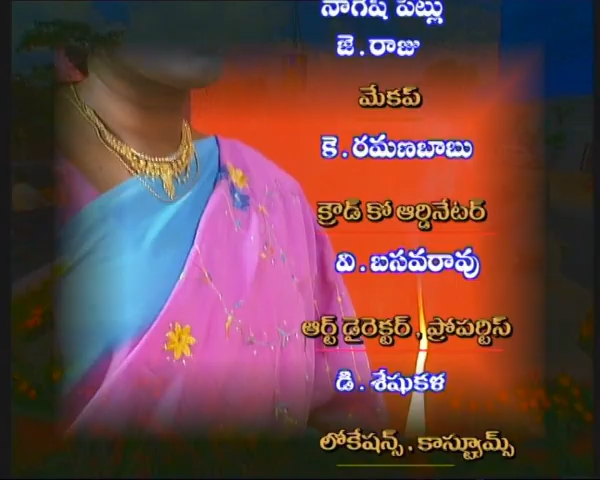 నాగేష్ పట్లు
జె. రాజు
మేకప్
కె. రమణబాబు
క్రౌడ్ కో ఆర్డినేటర్
వి. బసవరావు
ఆర్ట్ డైరెక్టర్, ప్రోపర్టిస్
డి. శేషుకళ
లోకేషన్స్. కాస్ట్యూమ్స్